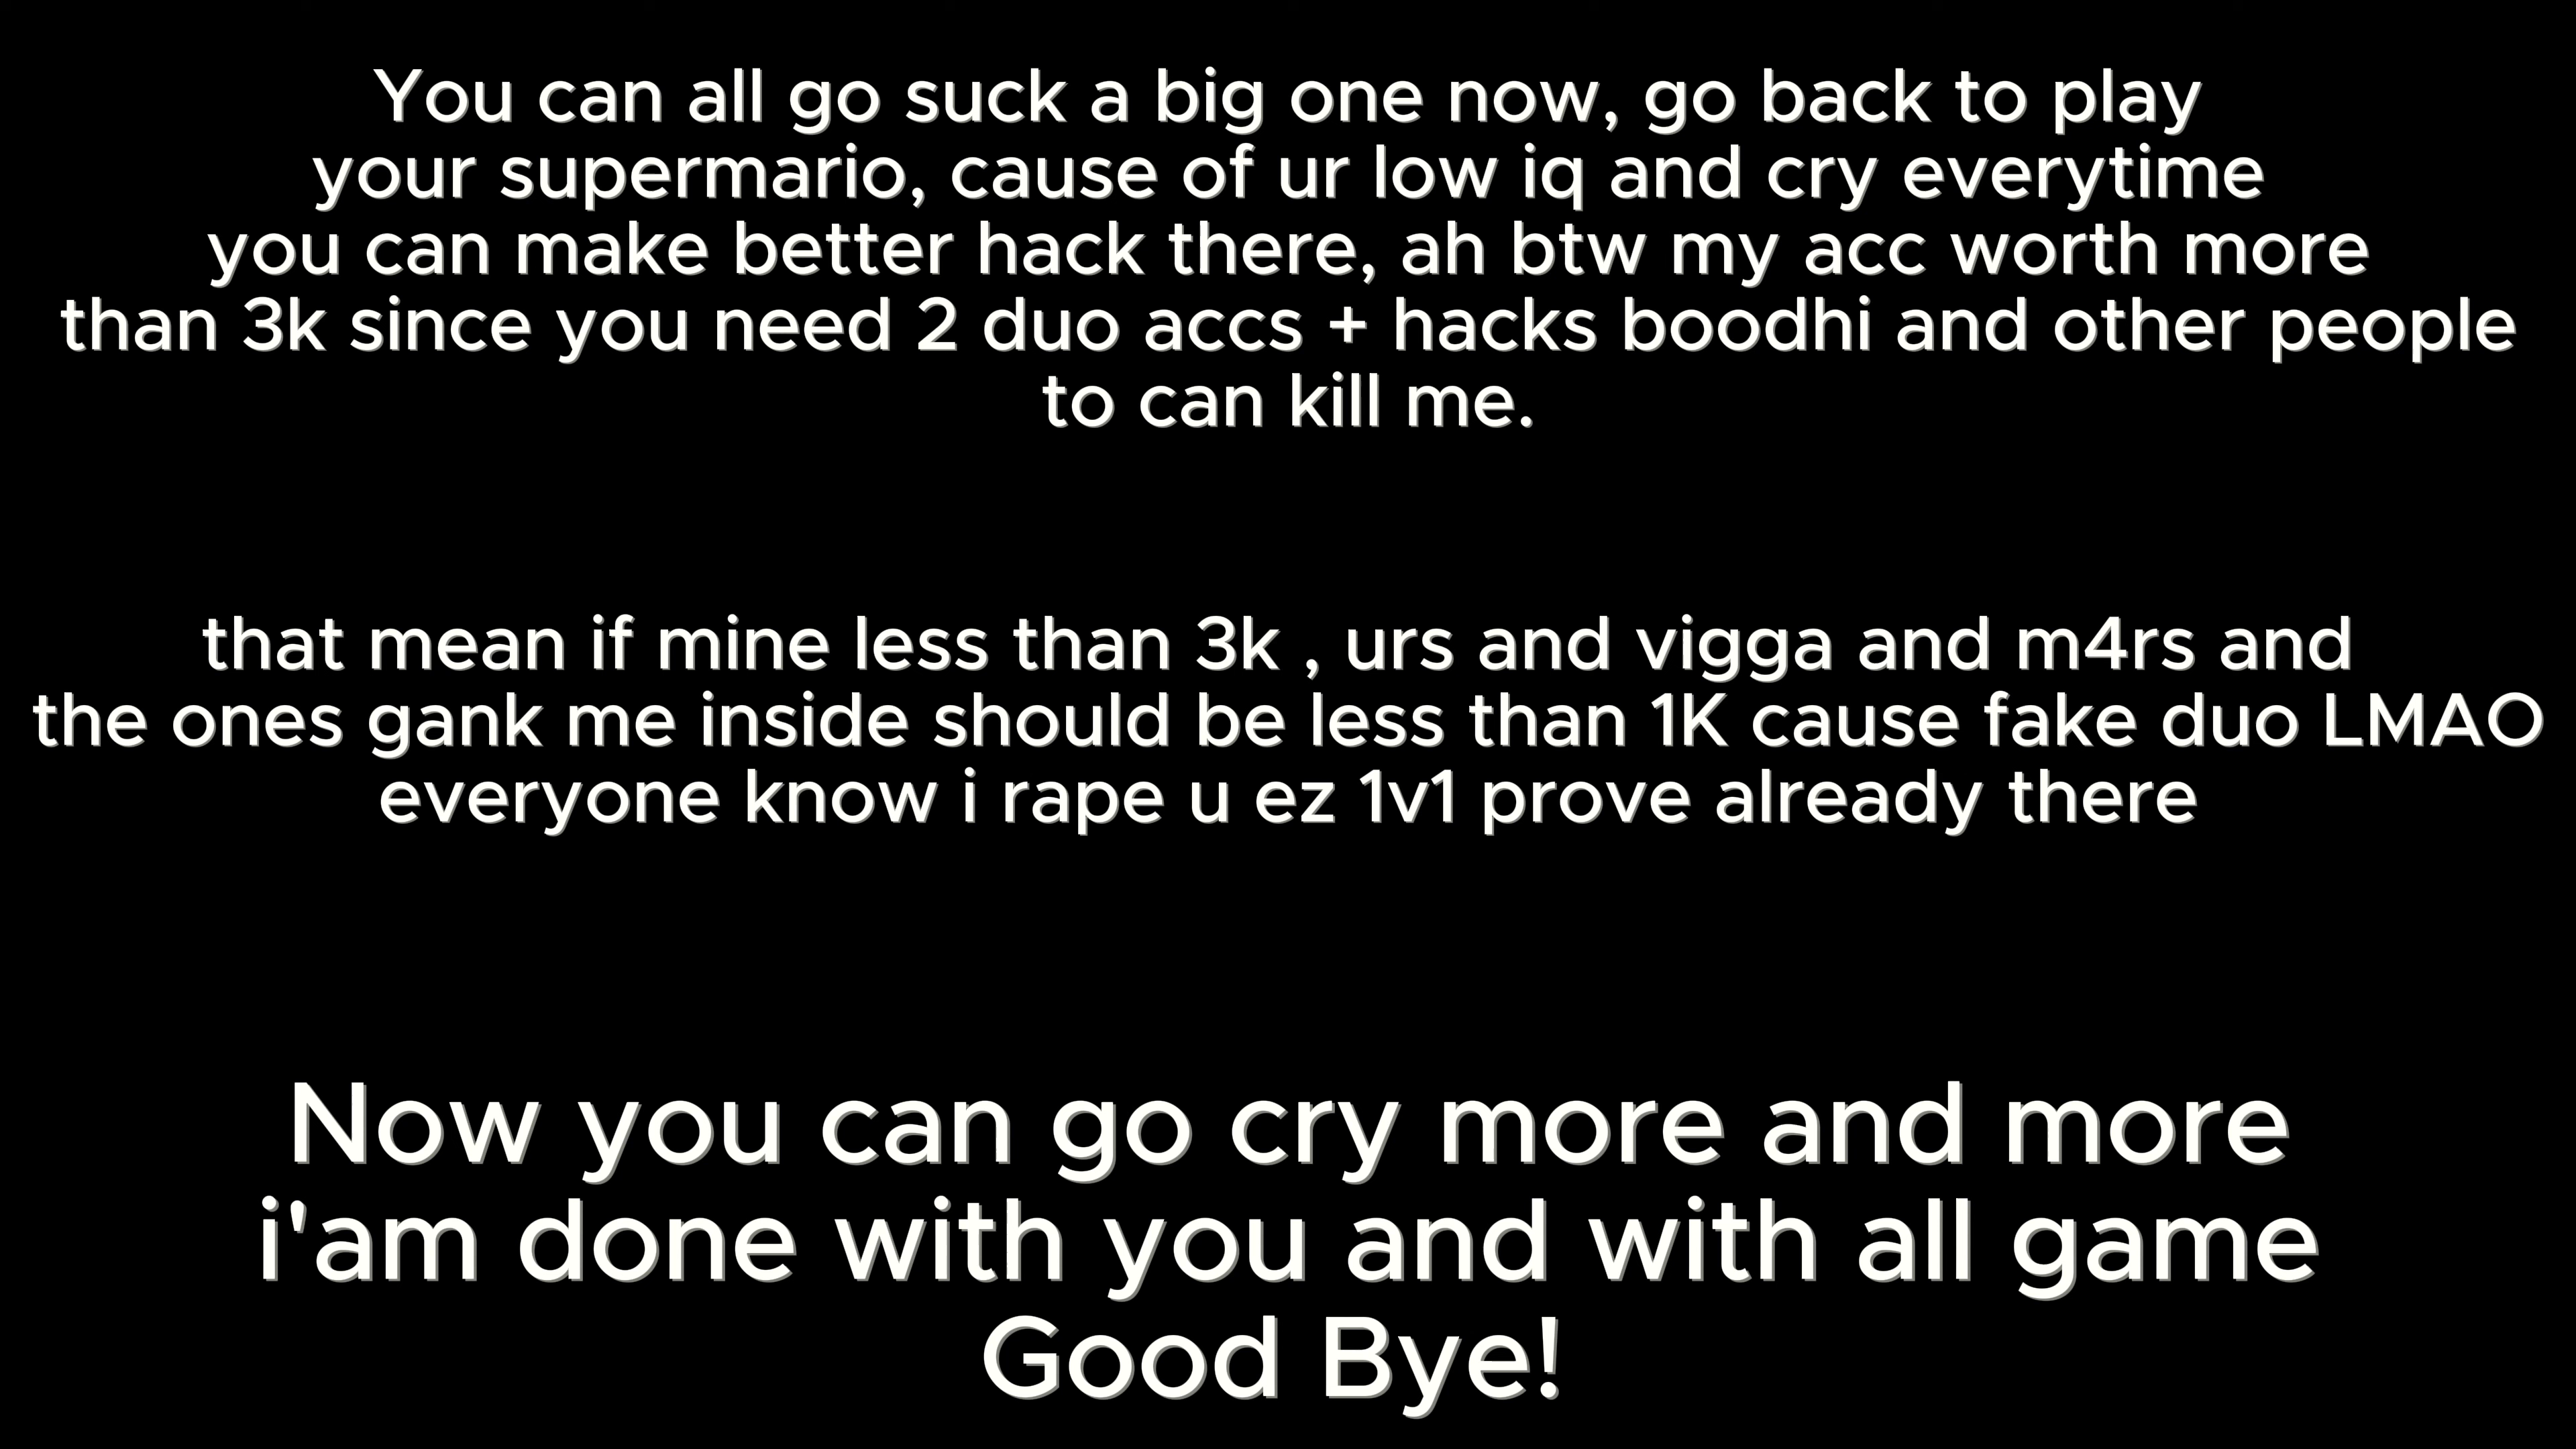 You can all go suck a big one now, go back to play
your supermario, cause of ur low iq and cry everytime
you can make better hack there, ah btw my acc worth more
than 3k since you need 2 duo accs + hacks boodhi and other people
to can kill me.
that mean if mine less than 3k , urs and vigga and m4rs and
the ones gank me inside should be less than 1K cause fake duo LMAO
everyone know i rape u ez 1v1 prove already there
Now you can go cry more and more
i'am done with you and with all game
Good Bye!